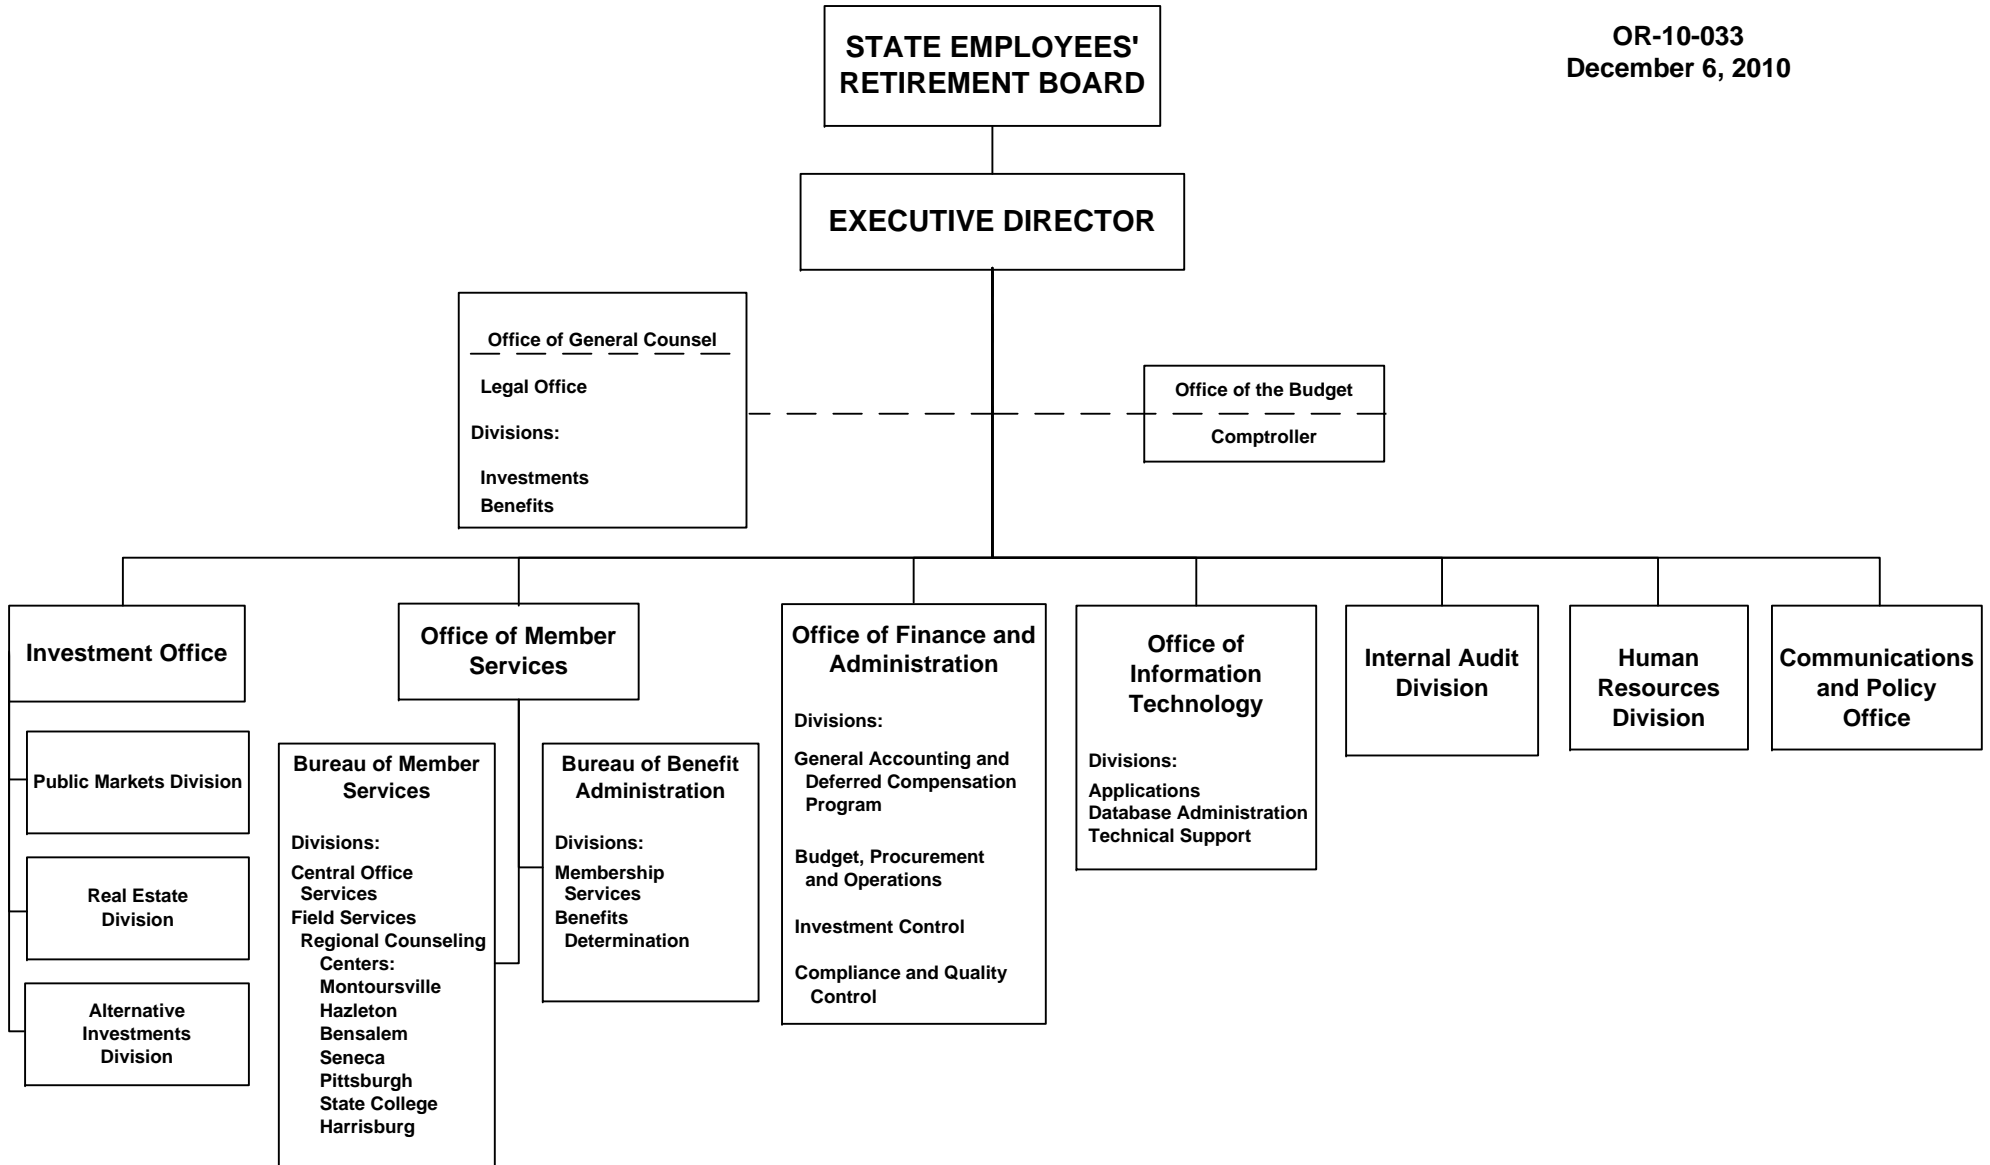 STATE EMPLOYEES'
RETIREMENT BOARD
OR-10-033
December 6, 2010
EXECUTIVE DIRECTOR
Office of General Counsel
Legal Office
Divisions:
Investments
Benefits
Office of the Budget
Comptroller
Investment Office
Public Markets Division
Real Estate
Division
Alternative
Investments
Division
Office of Member
Services
Bureau of Member
Services
Divisions:
Central Office
Services
Field Services
Regional Counseling
Centers:
Montoursville
Hazleton
Bensalem
Seneca
Pittsburgh
State College
Harrisburg
Bureau of Benefit
Administration
Divisions:
Membership
Services
Benefits
Determination
Office of Finance and
Administration
Divisions:
General Accounting and
Deferred Compensation
Program
Budget, Procurement
and Operations
Investment Control
Compliance and Quality
Control
Office of
Information
Technology
Divisions:
Applications
Database Administration
Technical Support
Internal Audit
Division
Human
Resources
Division
Communications
and Policy
Office